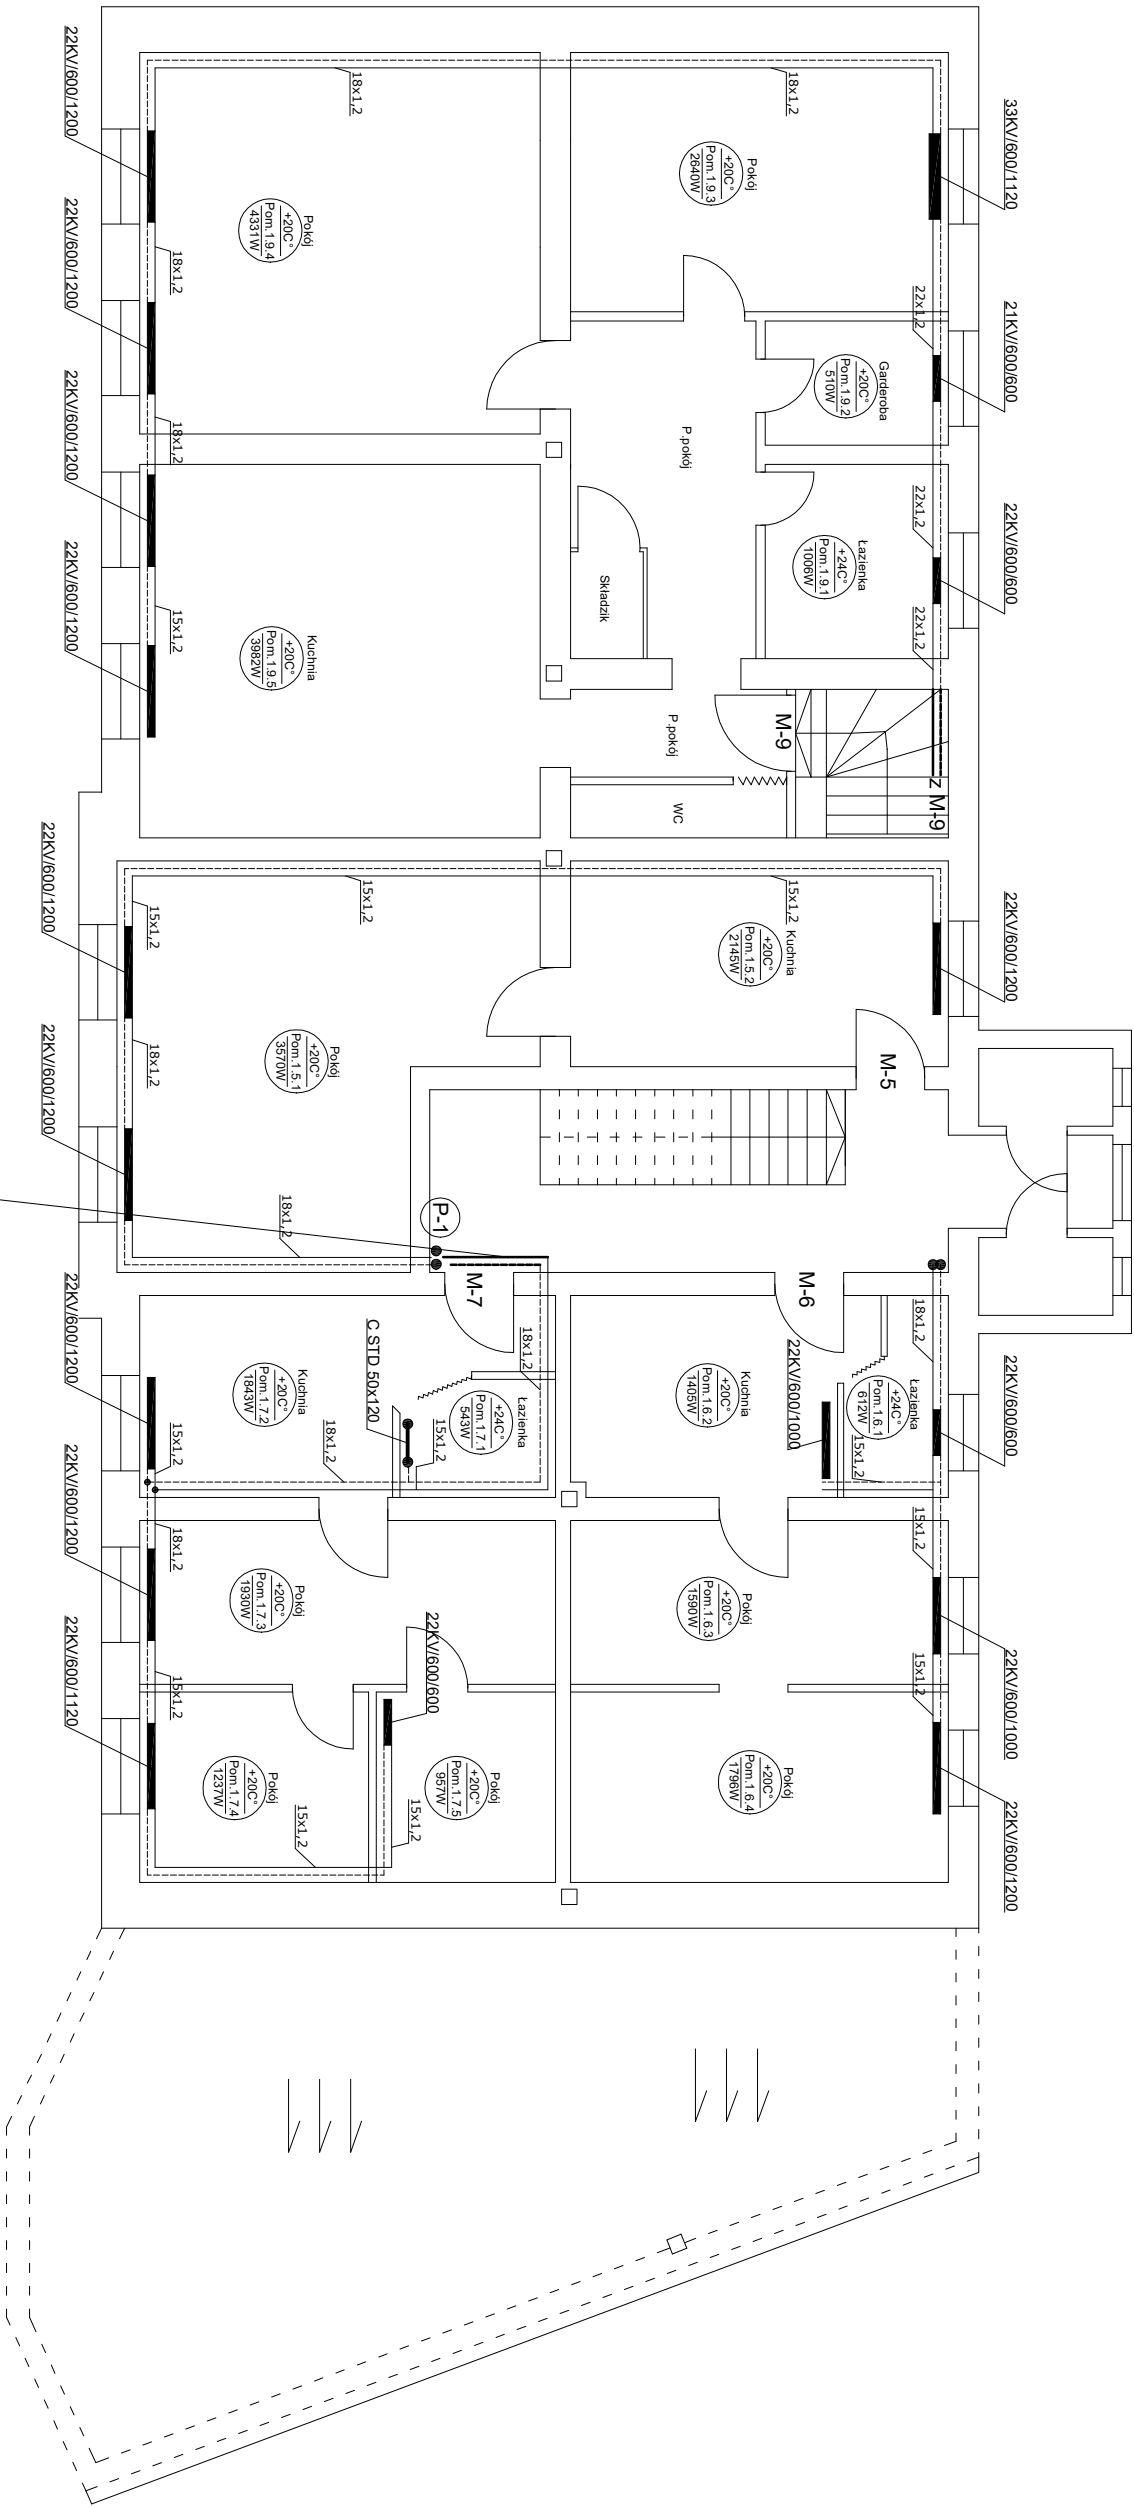 33KV/600/1120
21KV/600/600
22KV/600/600
22KV/600/1200
22KV/600/600
22KV/600/1000
22KV/600/1200
22x1,2
22x1,2
22x1,2
z M-9
18x1,2
15x1,2
15x1,2
Garderoba
+20C°
Pom.1.9.2
510W
Łazienka
+24C°
Pom.1.9.1
1006W
M-5
Łazienka
+24C°
Pom.1.6.1
612W
15x1,2
18x1,2
Pokój
+20C°
Pom.1.9.3
2640W
P.pokój
M-9
15x1,2
Kuchnia
+20C°
Pom.1.5.2
2145W
M-6
22KV/600/1000
Kuchnia
+20C°
Pom.1.6.2
1405W
Pokój
+20C°
Pom.1.6.3
1590W
Pokój
+20C°
Pom.1.6.4
1796W
Składzik
P.pokój
WC
18x1,2
15x1,2
P-1
M-7
18x1,2
Łazienka
+24C°
Pom.1.7.1
543W
15x1,2
C STD 50x120
18x1,2
22KV/600/600
Pokój
+20C°
Pom.1.7.5
957W
15x1,2
Pokój
+20C°
Pom.1.9.4
4331W
Kuchnia
+20C°
Pom.1.9.5
3982W
Pokój
+20C°
Pom.1.5.1
3570W
18x1,2
Kuchnia
+20C°
Pom.1.7.2
1843W
Pokój
+20C°
Pom.1.7.3
1930W
Pokój
+20C°
Pom.1.7.4
1237W
15x1,2
18x1,2
18x1,2
15x1,2
15x1,2
18x1,2
15x1,2
18x1,2
15x1,2
22KV/600/1200
22KV/600/1200
22KV/600/1200
22KV/600/1200
22KV/600/1200
22KV/600/1200
22KV/600/1200
22KV/600/1200
22KV/600/1120